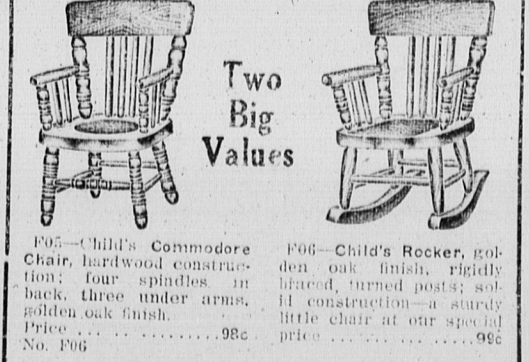 Two
Big
Values
F05—Child's Commodore
Chair, hardwood construc-
tion; four spindles in
back, three under arms,
golden oak finish.
Price ... 98c
No. F06
F06—Child's Rocker, gol-
den oak finish, rigidly
braced, turned posts; sol-
id construction—a sturdy
little chair at our special
price ... 99c